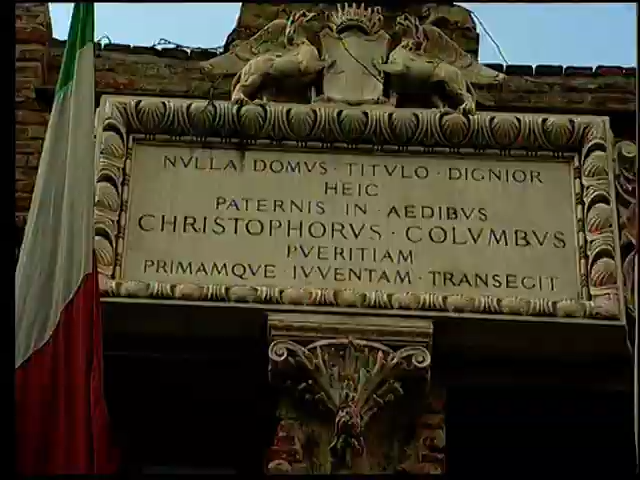 NVLLA · DOMVS · TITVLO · DIGNIOR
HEIC
PATERNIS · IN · AEDIBVS
CHRISTOPHORVS · COLVMBVS
PVERITIAM
PRIMAMQVE · IVVENTAM · TRANSEGIT